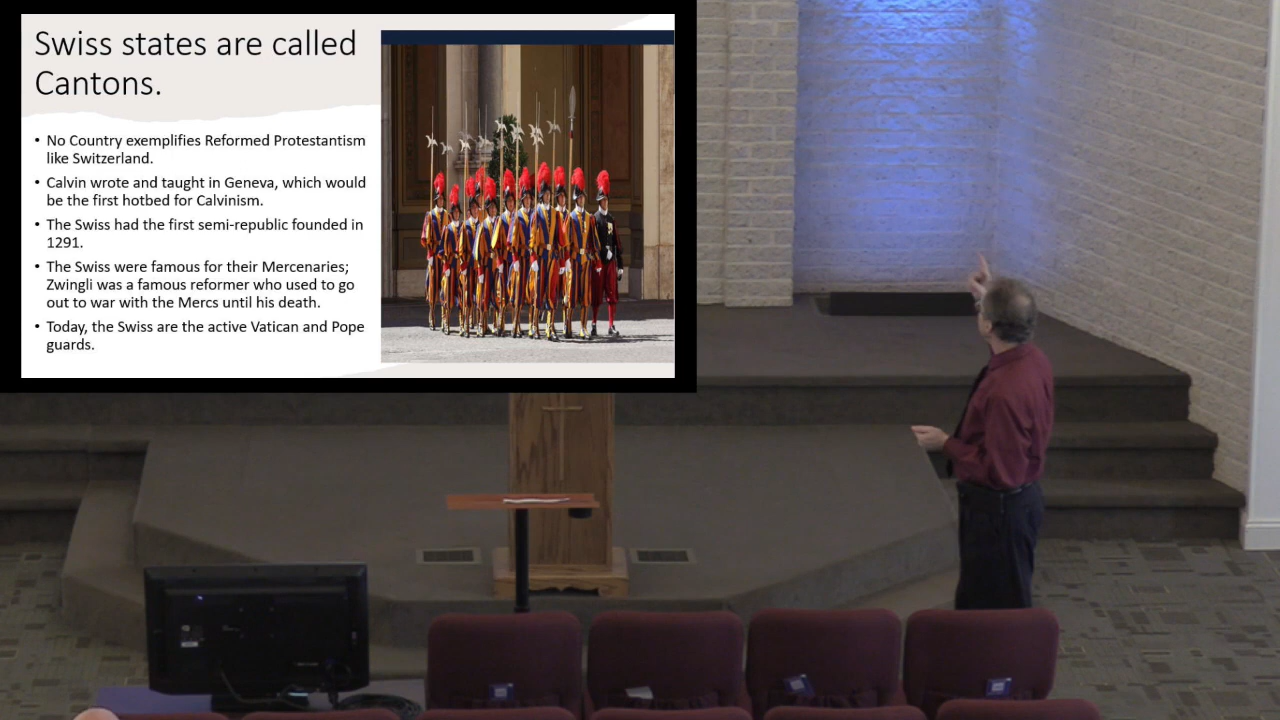 Swiss states are called
Cantons.
• No Country exemplifies Reformed Protestantism
like Switzerland.
• Calvin wrote and taught in Geneva, which would
be the first hotbed for Calvinism.
• The Swiss had the first semi-republic founded in
1291.
• The Swiss were famous for their Mercenaries;
Zwingli was a famous reformer who used to go
out to war with the Mercs until his death.
• Today, the Swiss are the active Vatican and Pope
guards.